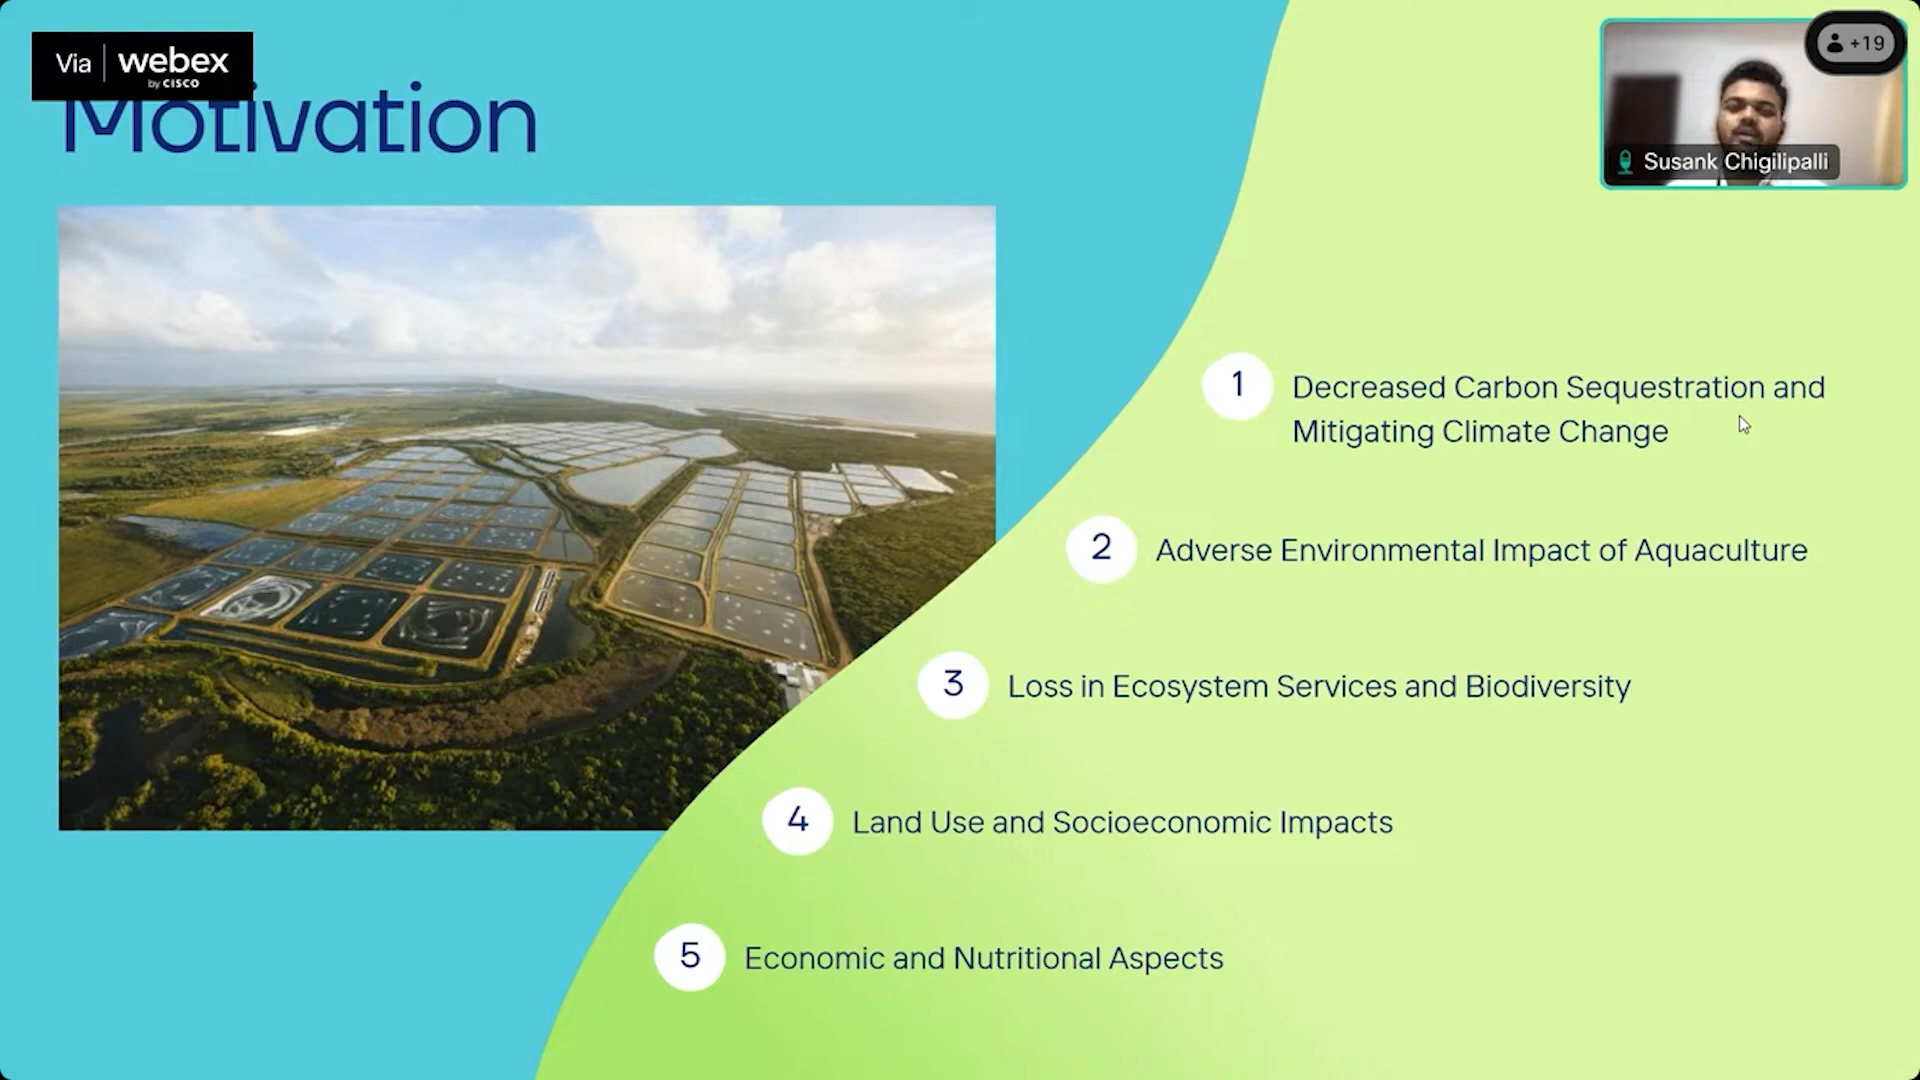 Via webex
by CISCO
Motivation
+19
Susank Chigilipalli
1 Decreased Carbon Sequestration and
Mitigating Climate Change
2 Adverse Environmental Impact of Aquaculture
3 Loss in Ecosystem Services and Biodiversity
4 Land Use and Socioeconomic Impacts
5 Economic and Nutritional Aspects